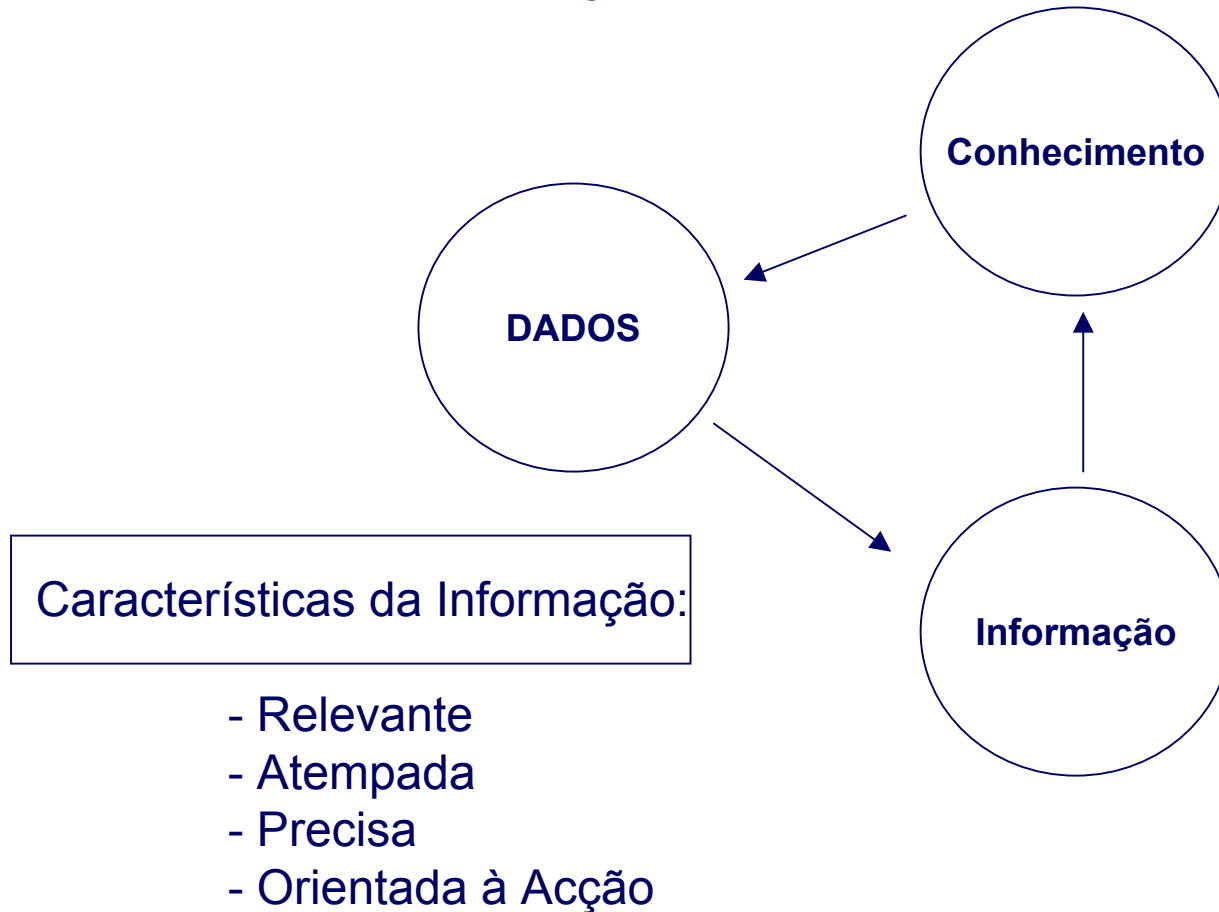 Conhecimento
DADOS
Informação
Características da Informação:
- Relevante
- Atempada
- Precisa
- Orientada à Acção